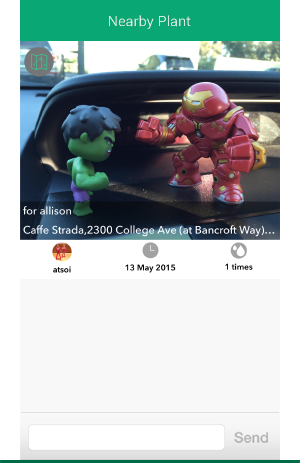 Nearby Plant
for allison
Caffe Strada,2300 College Ave (at Bancroft Way)...
atsoi
13 May 2015
1 times
Send